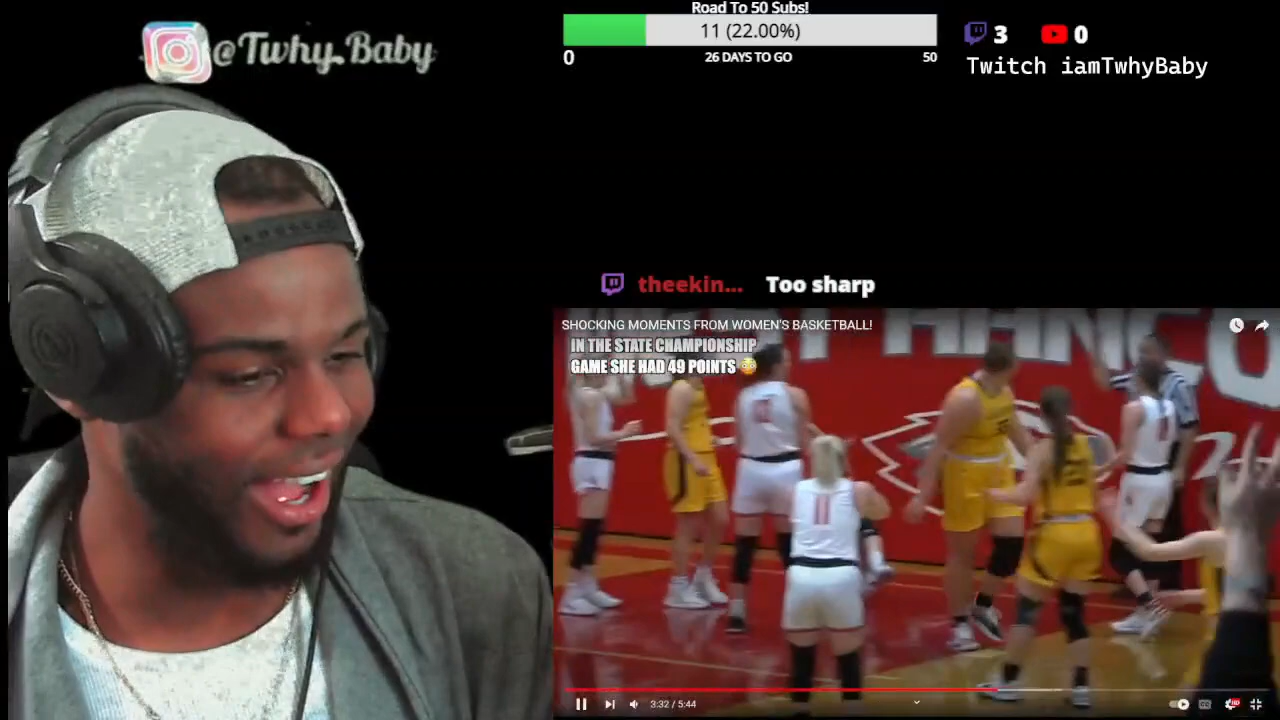 @Twhy_Baby
Road To 50 Subs!
11 (22.00%)
0
26 DAYS TO GO
50
3
0
Twitch iamTwhyBaby
theekin... Too sharp
SHOCKING MOMENTS FROM WOMEN'S BASKETBALL!
IN THE STATE CHAMPIONSHIP
GAME SHE HAD 49 POINTS 😳
11
3:32 / 5:44